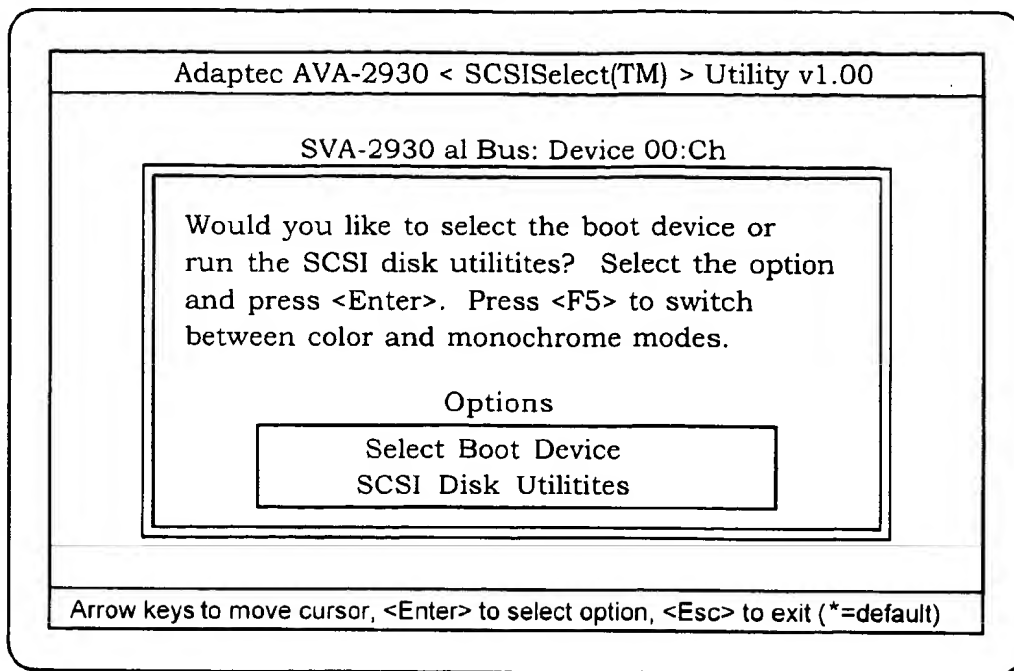 Adaptec AVA-2930 < SCSISelect(TM) > Utility v1.00
SVA-2930 al Bus: Device 00:Ch
Would you like to select the boot device or
run the SCSI disk utilitites? Select the option
and press <Enter>. Press <F5> to switch
between color and monochrome modes.
Options
Select Boot Device
SCSI Disk Utilitites
Arrow keys to move cursor, <Enter> to select option, <Esc> to exit (*=default)